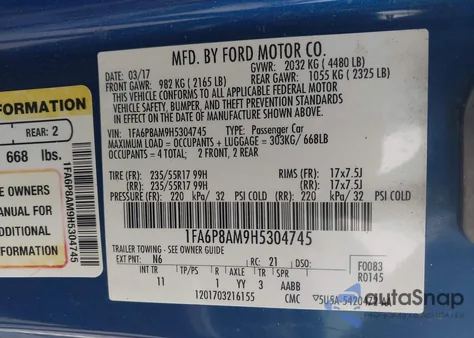 FORMATION
REAR: 2
668 lbs.
E OWNERS
MANUAL FOR
ADDITIONAL
ORMATION
1FA6P8AM9H5304745
MFD. BY FORD MOTOR CO.
03/17
GVWR: 2032 KG ( 4480 LB)
FRONT GAWR: 982 KG ( 2165 LB)
REAR GAWR: 1055 KG ( 2325 LB)
THIS VEHICLE CONFORMS TO ALL APPLICABLE FEDERAL MOTOR
VEHICLE SAFETY, BUMPER, AND THEFT PREVENTION STANDARDS IN
EFFECT ON THE DATE OF MANUFACTURE SHOWN ABOVE.
VIN: 1FA6P8AM9H5304745 TYPE: Passenger Car
MAXIMUM LOAD = OCCUPANTS + LUGGAGE = 303KG/ 668LB
OCCUPANTS = 4 TOTAL; 2 FRONT, 2 REAR
TIRE (FR): 235/55R17 99H RIMS (FR): 17x7.5J
TIRE (RR): 235/55R17 99H (RR): 17x7.5J
PRESSURE (FR): 220 kPa/ 32 PSI COLD (RR): 220 kPa/ 32 PSI COLD
1FA6P8AM9H5304745
TRAILER TOWING - SEE OWNER GUIDE
EXT PNT: N6 RC: 21 DSO:
F0083
R0145
INT TR TP/PS R AXLE TR SPR
11 1 YY 3 AABB
1201703216155 CMC
autoSnap